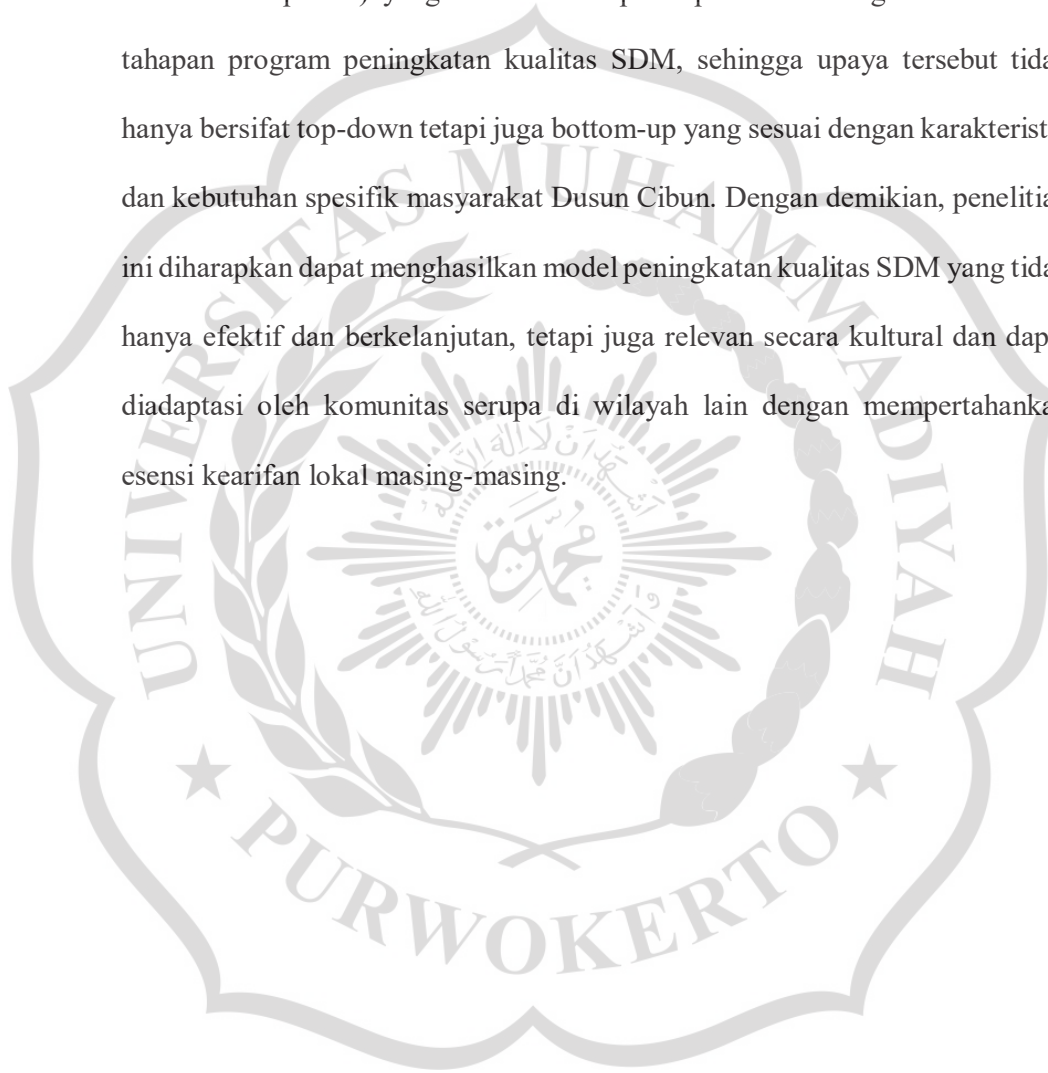 yang
tahapan program peningkatan kualitas SDM, sehingga upaya tersebut tida
hanya bersifat top-down tetapi juga bottom-up yang sesuai dengan karakterist
dan kebutuhan spesifik masyarakat Dusun Cibun. Dengan demikian, penelitia
ini diharapkan dapat menghasilkan model peningkatan kualitas SDM yang tida
hanya efektif dan berkelanjutan, tetapi juga relevan secara kultural dan dap
diadaptasi oleh komunitas serupa di wilayah lain dengan mempertahanka
esensi kearifan lokal masing-masing.
UNIVERSITAS MUHAMMADIYAH
PURWOKERTO